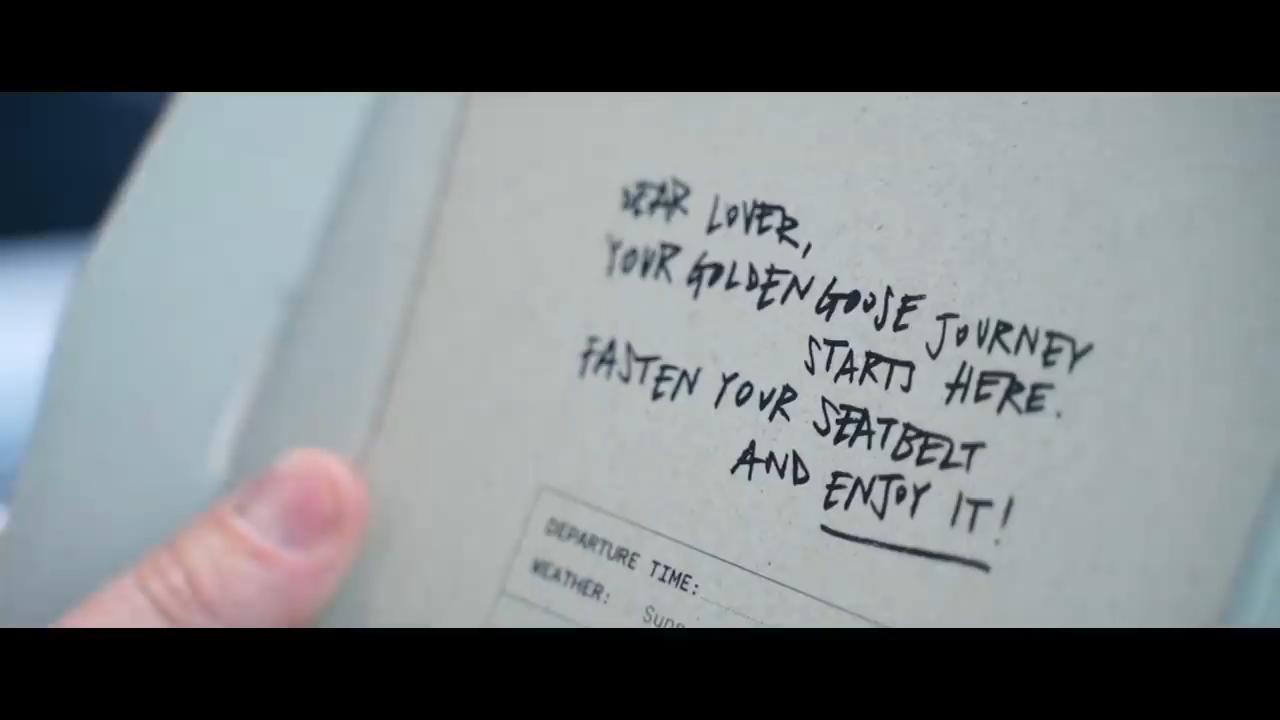 DEAR LOVER,
YOUR GOLDEN GOOSE JOURNEY
STARTS HERE.
FASTEN YOUR SEATBELT
AND ENJOY IT!
DEPARTURE TIME:
WEATHER: